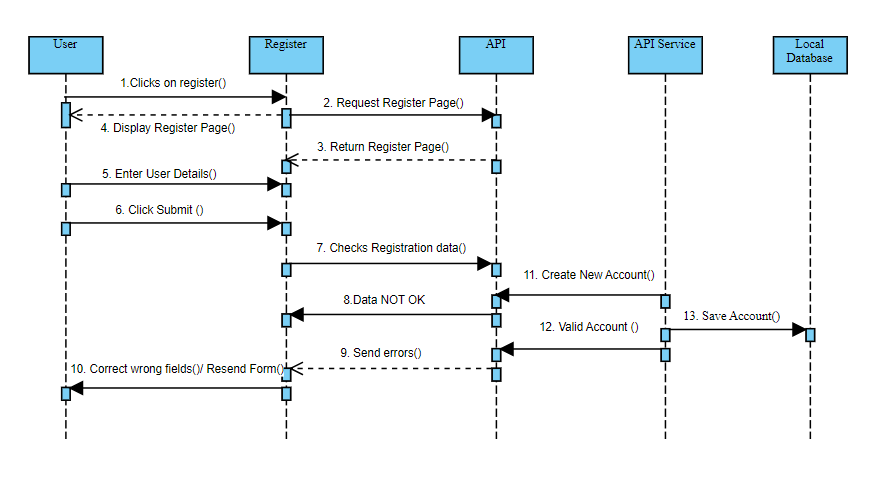 User
Register
API
API Service
Local
Database
1.Clicks on register()
2. Request Register Page()
4. Display Register Page()
3. Return Register Page()
5. Enter User Details()
6. Click Submit ()
7. Checks Registration data()
11. Create New Account()
8.Data NOT OK
13. Save Account()
12. Valid Account ()
9. Send errors()
10. Correct wrong fields()/ Resend Form()